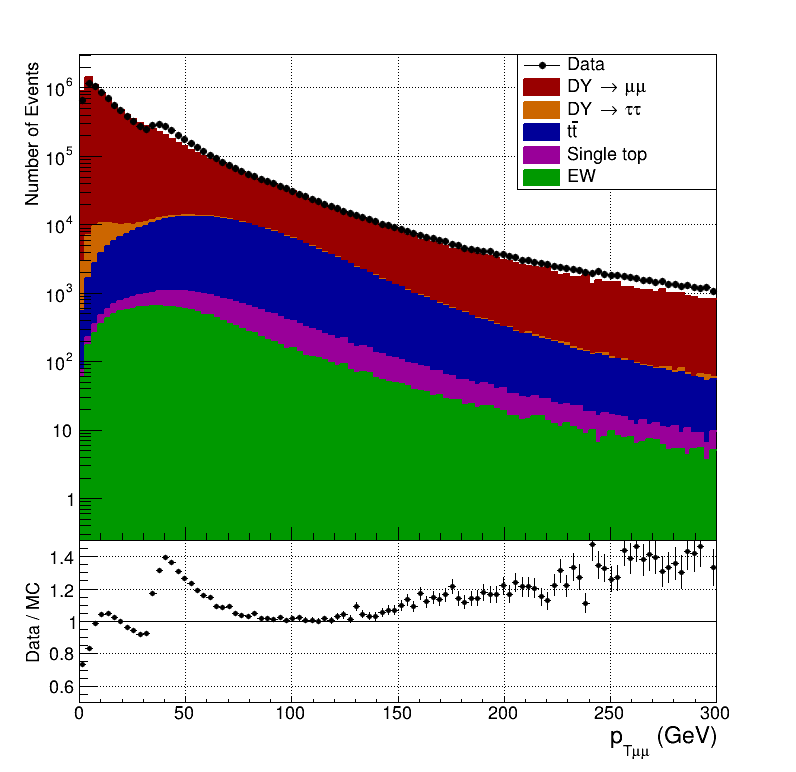 Number of Events
10⁶
10⁵
10⁴
10³
10²
10
1
Data
DY → μμ
DY → ττ
tt̄
Single top
EW
Data / MC
1.4
1.2
1
0.8
0.6
0 50 100 150 200 250 300
p_Tμμ (GeV)